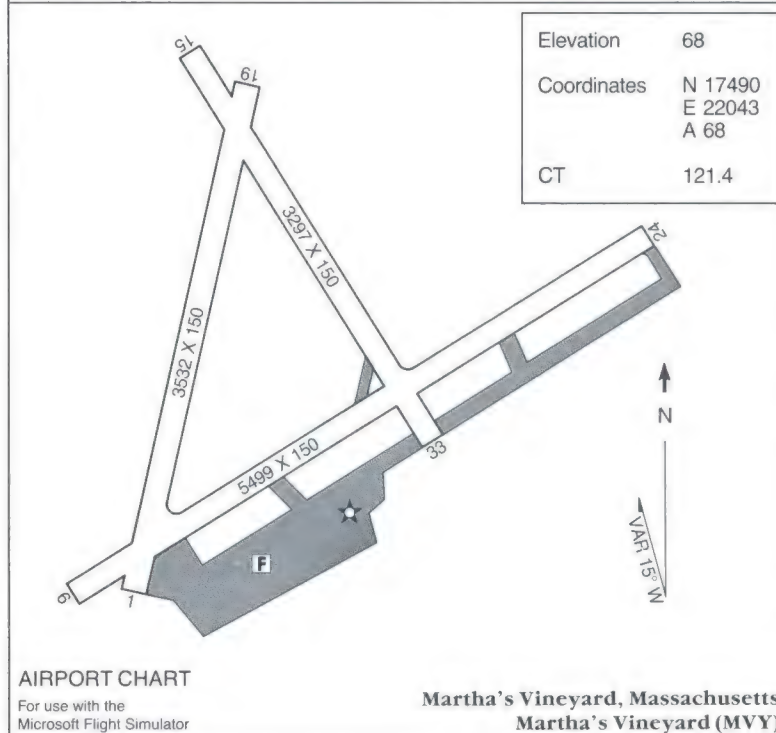 Elevation 68
Coordinates N 17490
E 22043
A 68
CT 121.4
15
19
3297 X 150
24
3532 X 150
N
33
5499 X 150
VAR 15° W
F
6
1
AIRPORT CHART
For use with the
Microsoft Flight Simulator
Martha's Vineyard, Massachusetts
Martha's Vineyard (MVY)